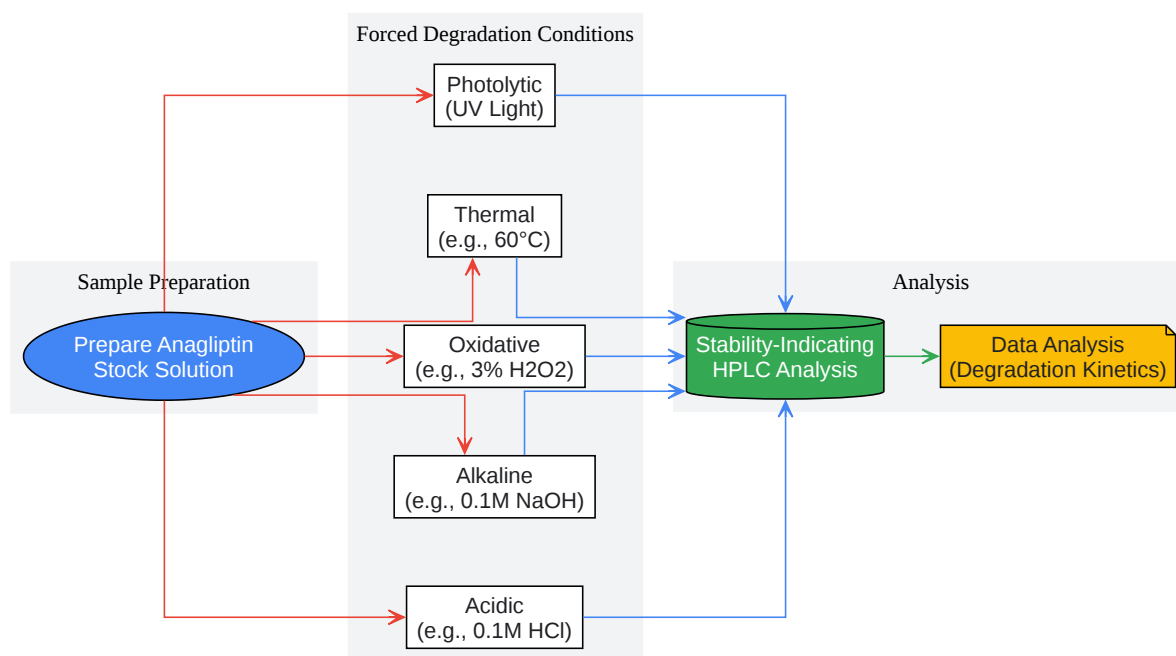 Forced Degradation Conditions
Photolytic
(UV Light)
Thermal
(e.g., 60°C)
Sample Preparation
Analysis
Prepare Anagliptin
Stock Solution
Oxidative
(e.g., 3% H2O2)
Stability-Indicating
HPLC Analysis
Data Analysis
(Degradation Kinetics)
Alkaline
(e.g., 0.1M NaOH)
Acidic
(e.g., 0.1M HCl)